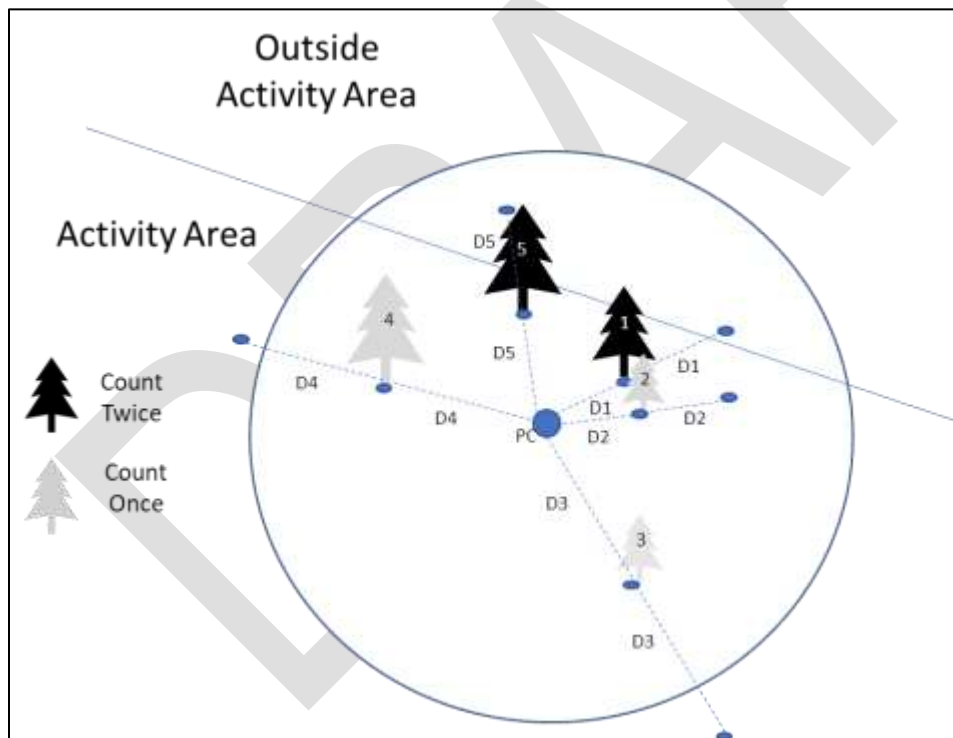 Outside
Activity Area
Activity Area
D5
5
1
4
D1
D5
2
D4
D1
D2
D4
PC
D2
Count
Twice
Count
Once
D3
3
D3
DRAF